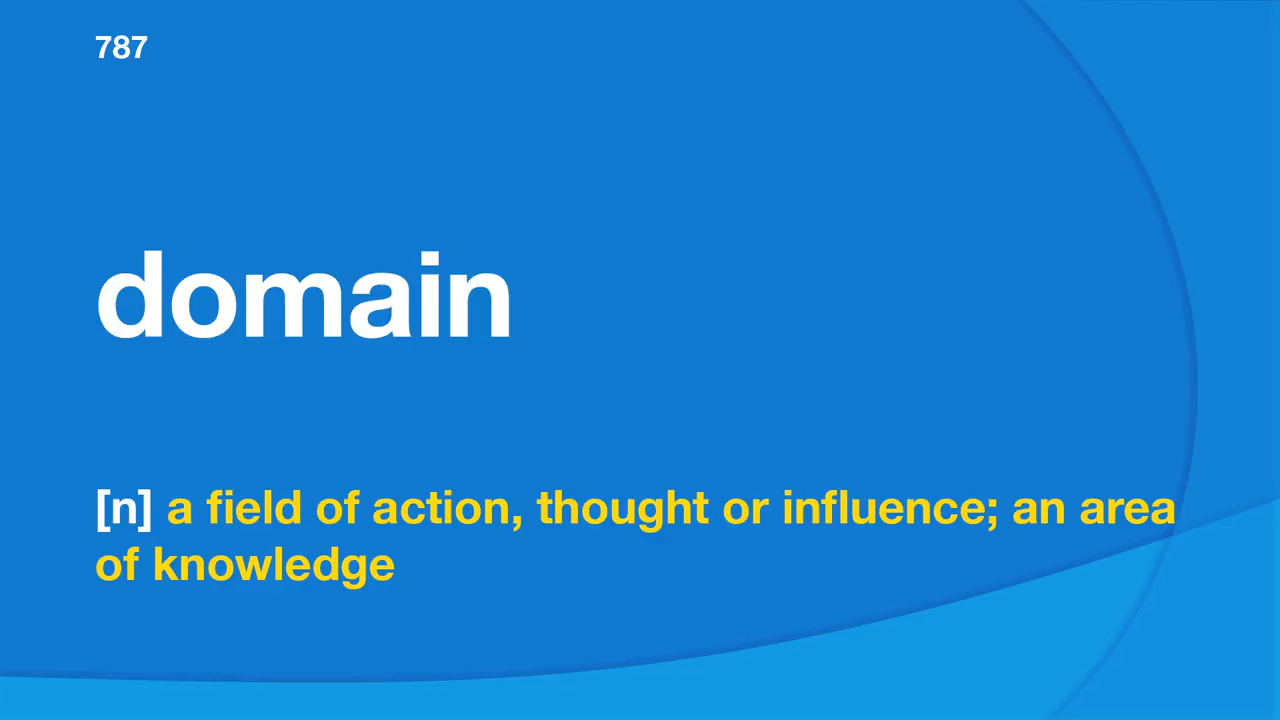 787
domain
[n] a field of action, thought or influence; an area
of knowledge